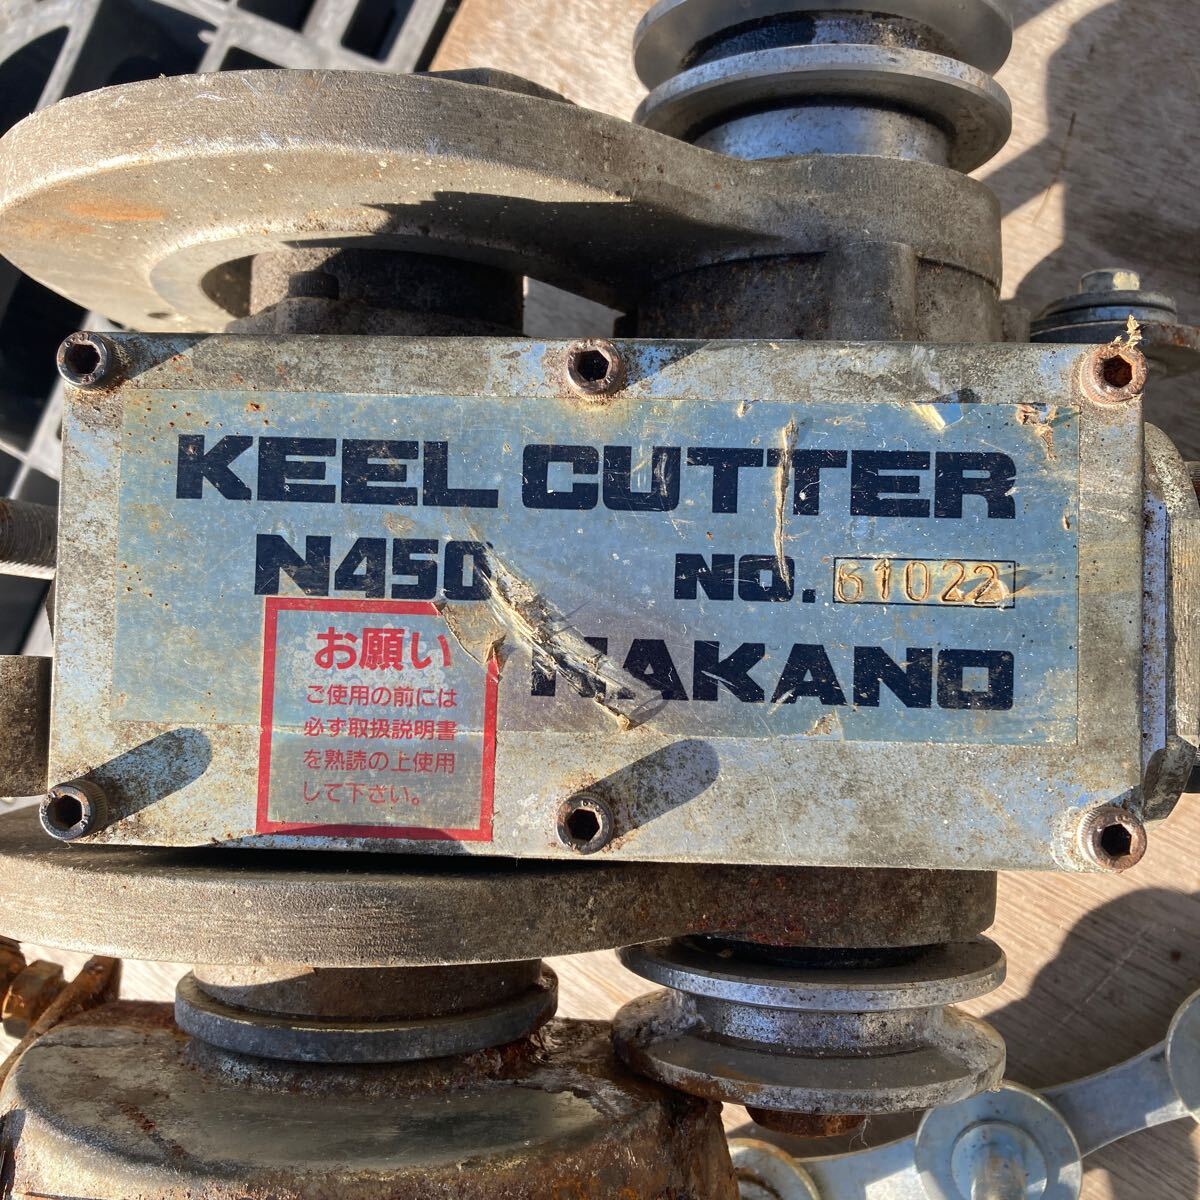 KEEL CUTTER
N450 NO. 61022
NAKANO
お願い
ご使用の前には
必ず取扱説明書
を熟読の上使用
して下さい。